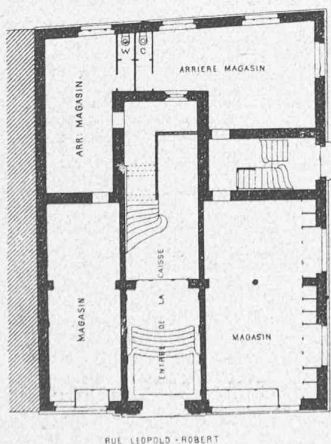 W C
ARRIERE MAGASIN
ARR. MAGASIN.
MAGASIN
ENTRÉE DE LA CAISSE
MAGASIN
RUE LEOPOLD - ROBERT